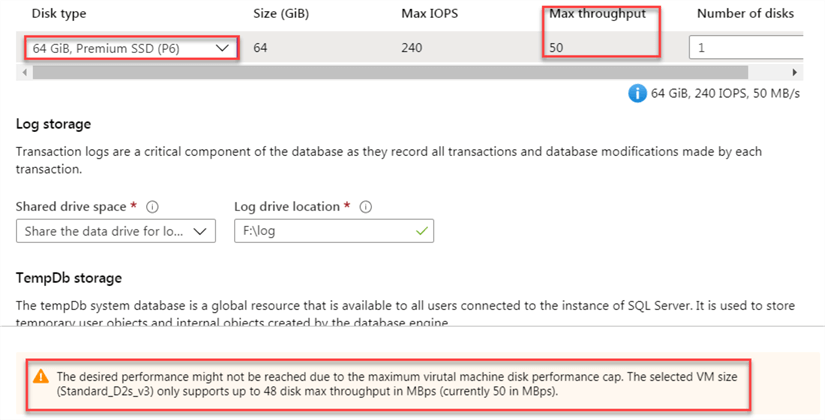 Disk type Size (GiB) Max IOPS Max throughput Number of disks
64 GiB, Premium SSD (P6) 64 240 50 1
64 GiB, 240 IOPS, 50 MB/s
Log storage
Transaction logs are a critical component of the database as they record all transactions and database modifications made by each
transaction.
Shared drive space * Log drive location *
Share the data drive for lo... F:\log
TempDb storage
The tempDb system database is a global resource that is available to all users connected to the instance of SQL Server. It is used to store
temporary user objects and internal objects created by the database engine.
The desired performance might not be reached due to the maximum virutal machine disk performance cap. The selected VM size
(Standard_D2s_v3) only supports up to 48 disk max throughput in MBps (currently 50 in MBps).